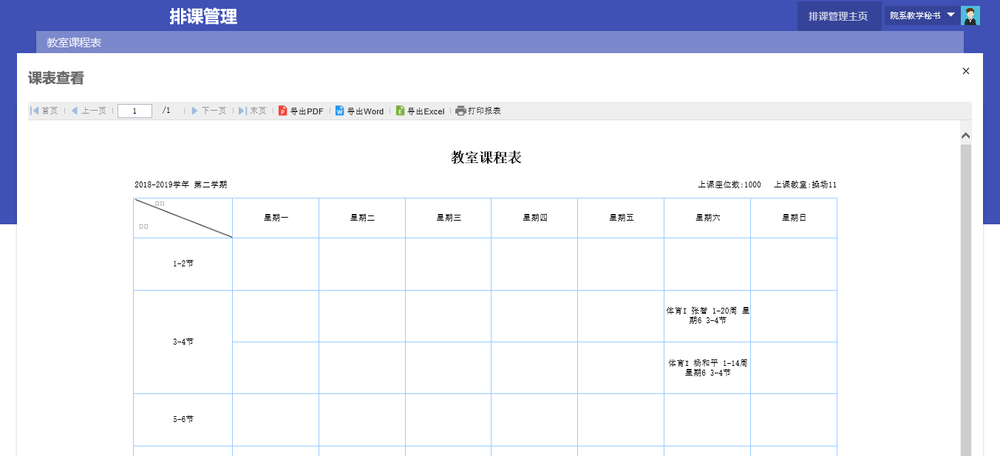 排课管理
排课管理主页
院系教学秘书
教室课程表
课表查看
×
首页 上一页 1 /1 下一页 末页 导出PDF 导出Word 导出Excel 打印报表
教室课程表
2018-2019学年 第二学期
上课座位数:1000 上课教室:操场11
□□
□□
星期一 星期二 星期三 星期四 星期五 星期六 星期日
1-2节
3-4节
体育I 张智 1-20周 星
期6 3-4节
体育I 杨和平 1-14周
星期6 3-4节
5-6节